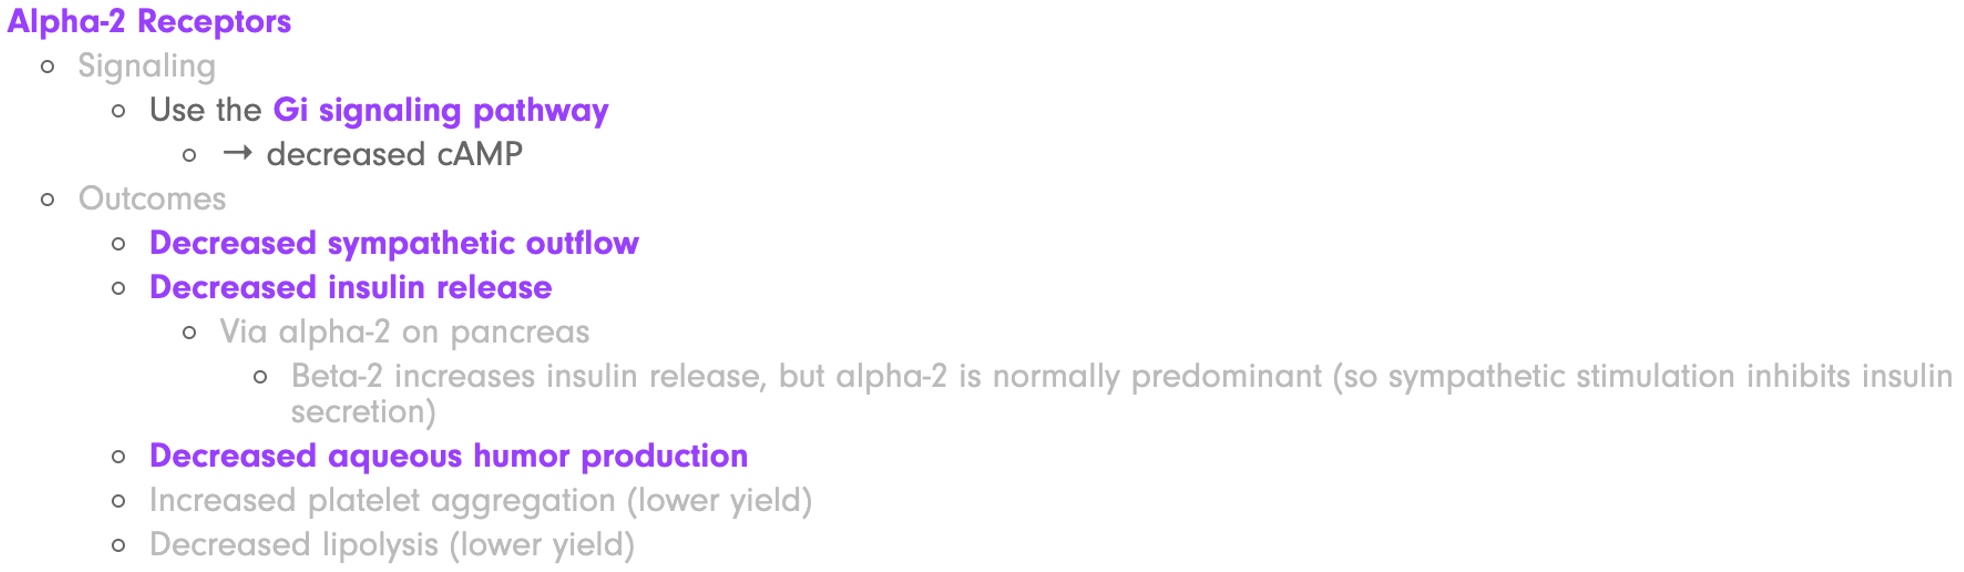 Alpha-2 Receptors
Signaling
Use the Gi signaling pathway
→ decreased cAMP
Outcomes
Decreased sympathetic outflow
Decreased insulin release
Via alpha-2 on pancreas
Beta-2 increases insulin release, but alpha-2 is normally predominant (so sympathetic stimulation inhibits insulin
secretion)
Decreased aqueous humor production
Increased platelet aggregation (lower yield)
Decreased lipolysis (lower yield)